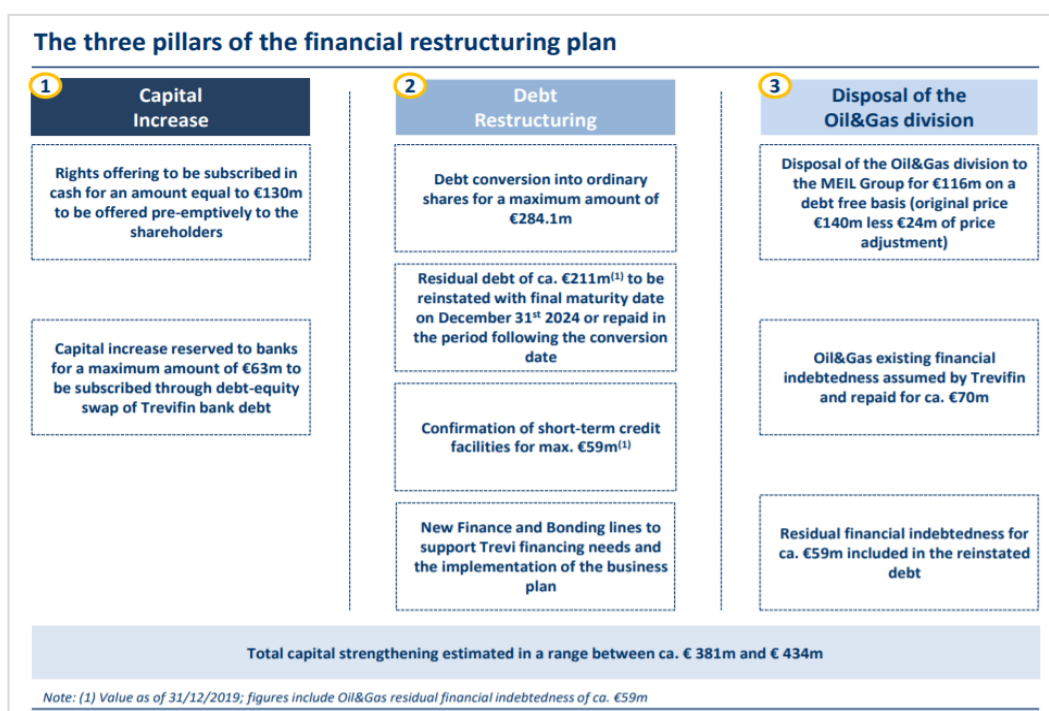 The three pillars of the financial restructuring plan
1
Capital
Increase
Rights offering to be subscribed in
cash for an amount equal to €130m
to be offered pre-emptively to the
shareholders
Capital increase reserved to banks
for a maximum amount of €63m to
be subscribed through debt-equity
swap of Trevifin bank debt
2
Debt
Restructuring
Debt conversion into ordinary
shares for a maximum amount of
€284.1m
Residual debt of ca. €211m(1) to be
reinstated with final maturity date
on December 31st 2024 or repaid in
the period following the conversion
date
Confirmation of short-term credit
facilities for max. €59m(1)
New Finance and Bonding lines to
support Trevi financing needs and
the implementation of the business
plan
3
Disposal of the
Oil&Gas division
Disposal of the Oil&Gas division to
the MEIL Group for €116m on a
debt free basis (original price
€140m less €24m of price
adjustment)
Oil&Gas existing financial
indebtedness assumed by Trevifin
and repaid for ca. €70m
Residual financial indebtedness for
ca. €59m included in the reinstated
debt
Total capital strengthening estimated in a range between ca. € 381m and € 434m
Note: (1) Value as of 31/12/2019; figures include Oil&Gas residual financial indebtedness of ca. €59m